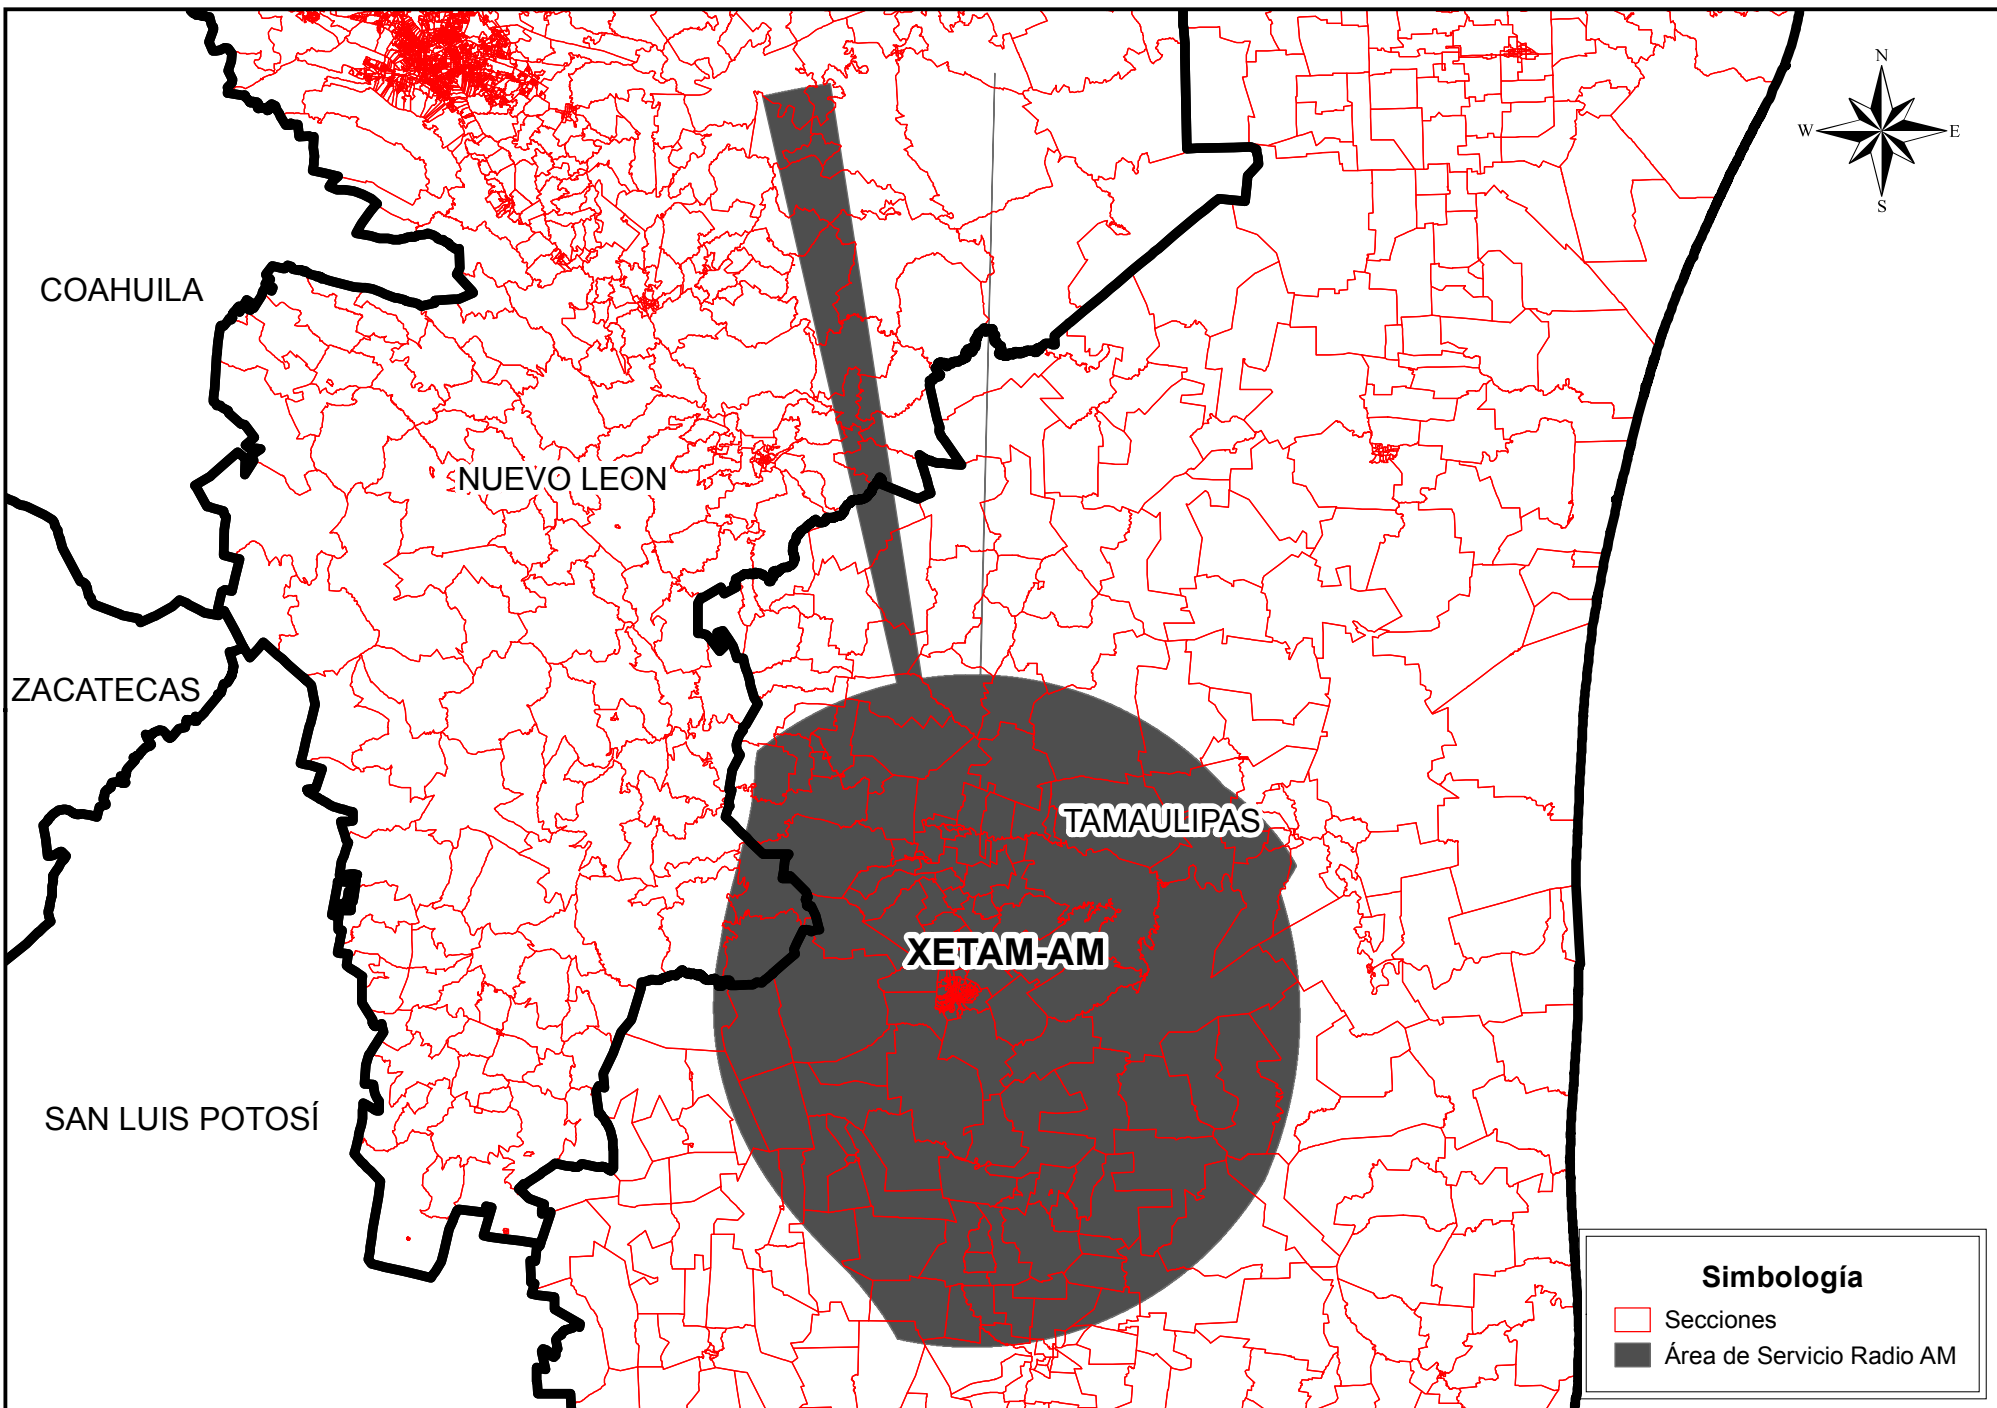 N
W E
S
COAHUILA
NUEVO LEON
ZACATECAS
TAMAULIPAS
XETAM-AM
SAN LUIS POTOSÍ
Simbología
Secciones
Área de Servicio Radio AM